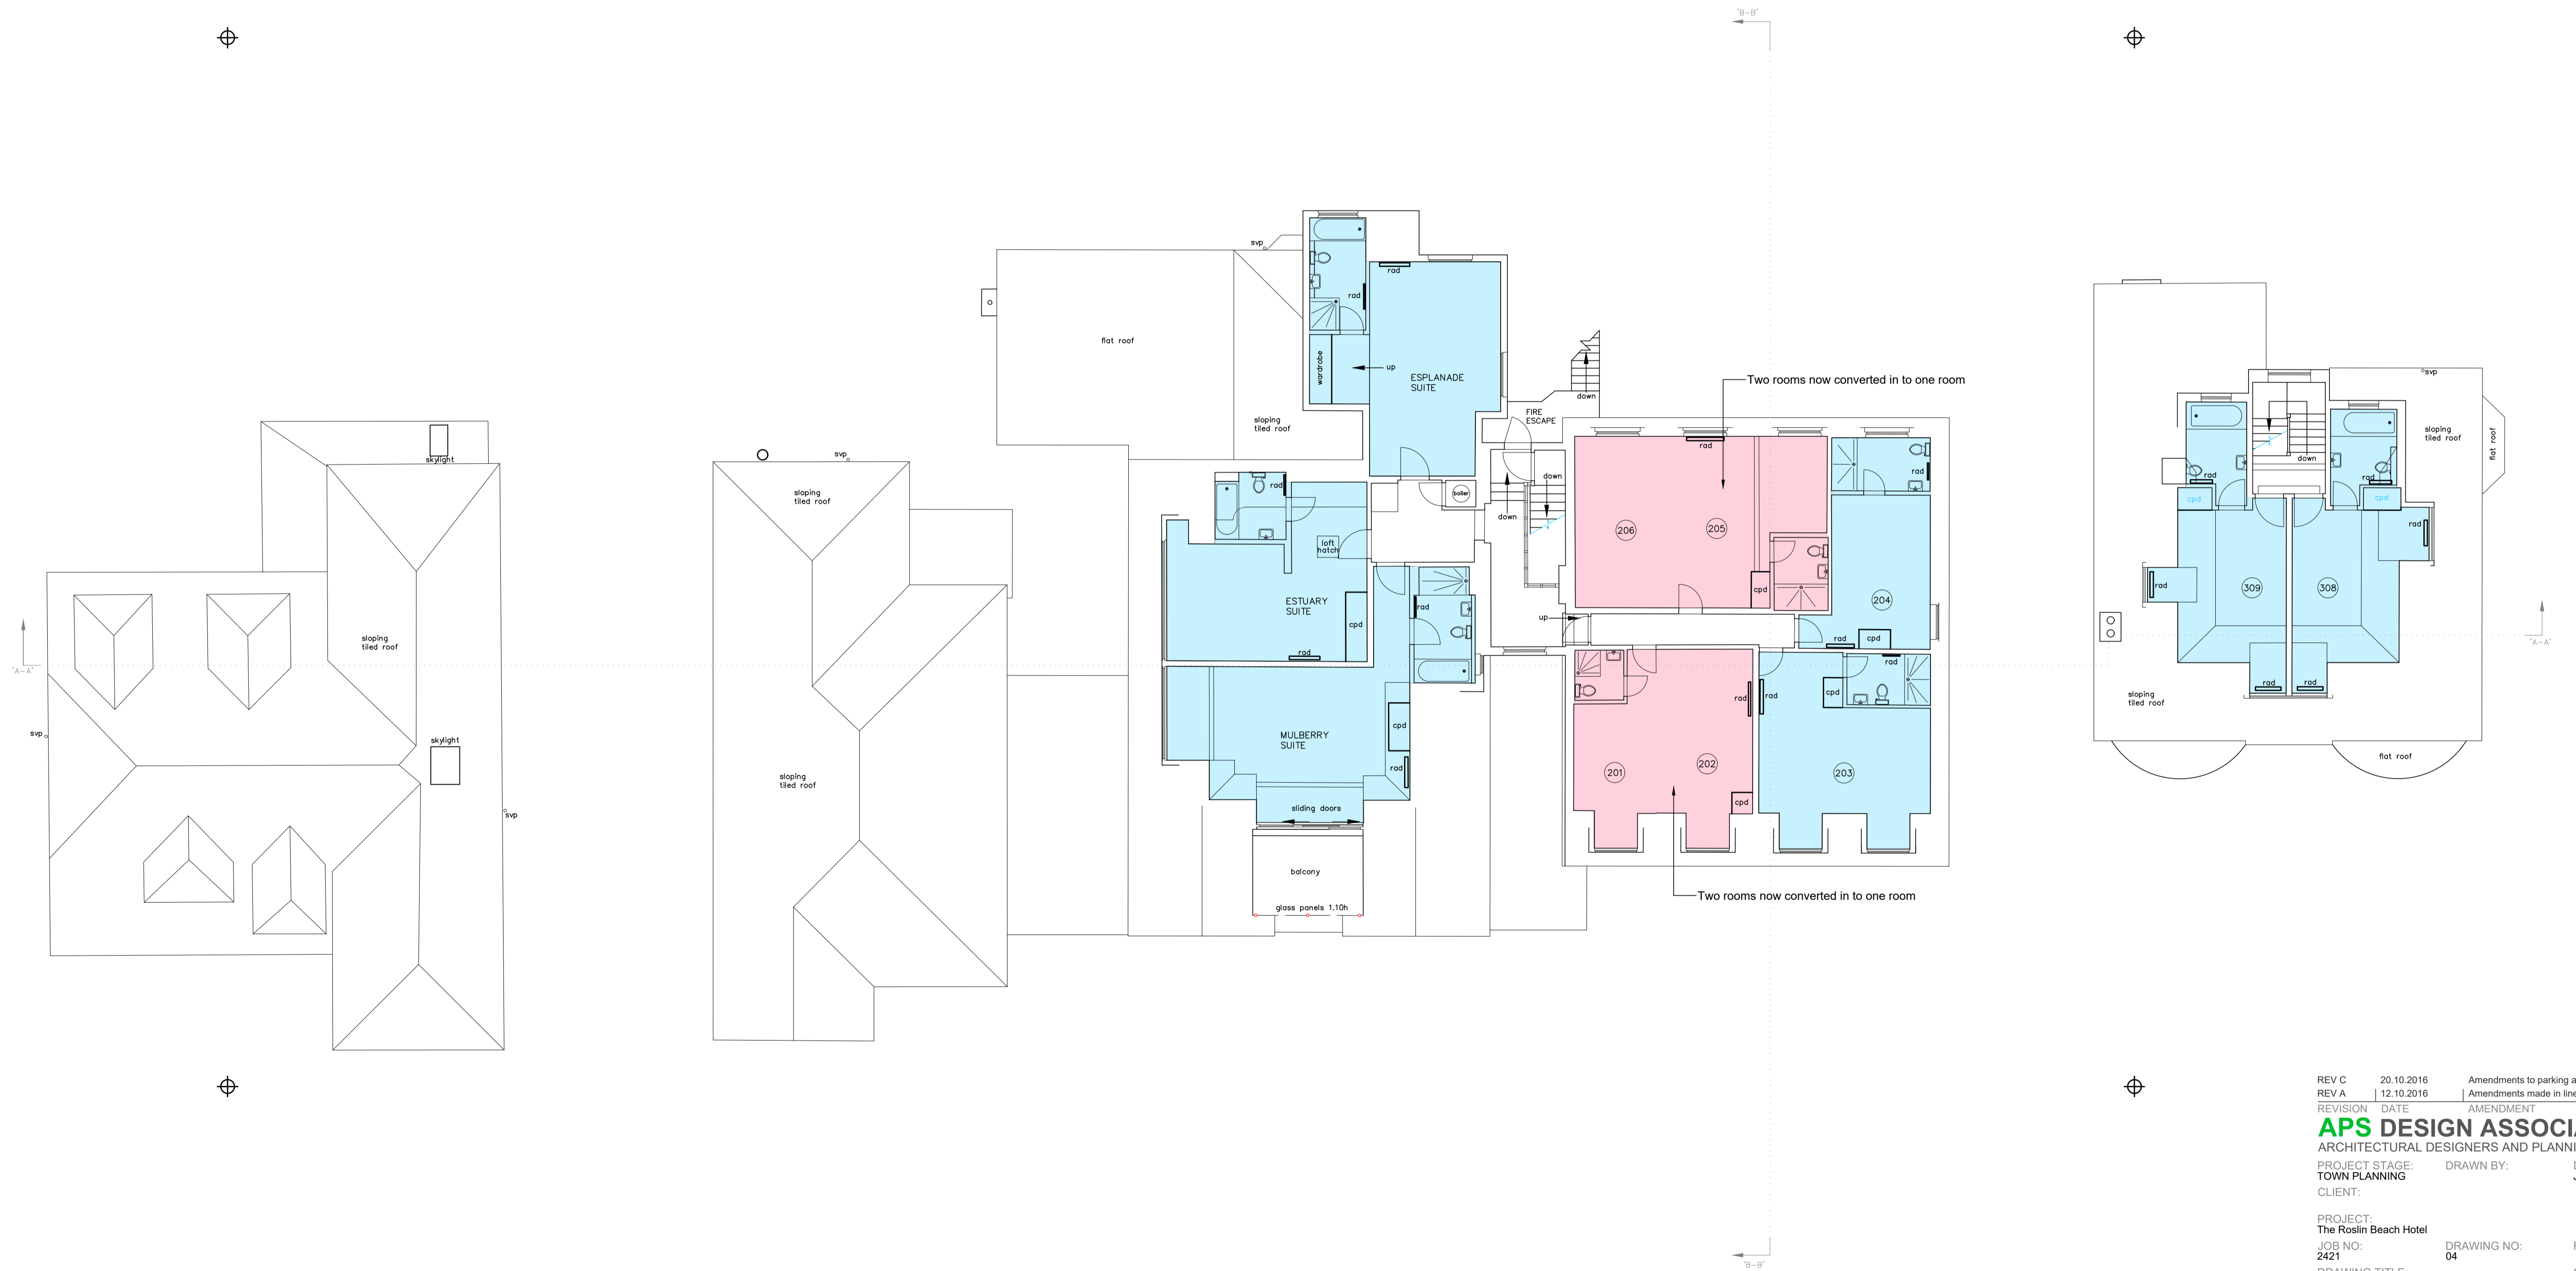 "B-B"
svp
rad
rad
flat roof
wardrobe
up
ESPLANADE
SUITE
sloping
tiled roof
down
FIRE
ESCAPE
Two rooms now converted in to one room
svp
sloping
tiled roof
flat roof
skylight
svp
sloping
tiled roof
rad
boiler
down
down
rad
rad
206
205
down
rad
rad
cpd
cpd
rad
loft
hatch
ESTUARY
SUITE
cpd
rad
rad
cpd
204
309
308
rad
sloping
tiled roof
up
rad
cpd
"A-A"
"A-A"
rad
rad
rad
cpd
rad
rad
rad
sloping
tiled roof
svp
skylight
MULBERRY
SUITE
cpd
rad
201
202
203
cpd
sloping
tiled roof
flat roof
svp
sliding doors
balcony
glass panels 1.10h
Two rooms now converted in to one room
"B-B"
REV C 20.10.2016 Amendments to parking a
REV A 12.10.2016 Amendments made in line
REVISION DATE AMENDMENT
APS DESIGN ASSOCI
ARCHITECTURAL DESIGNERS AND PLANNI
PROJECT STAGE: DRAWN BY:
TOWN PLANNING
CLIENT:
PROJECT:
The Roslin Beach Hotel
JOB NO: DRAWING NO:
2421 04
DRAWING TITLE